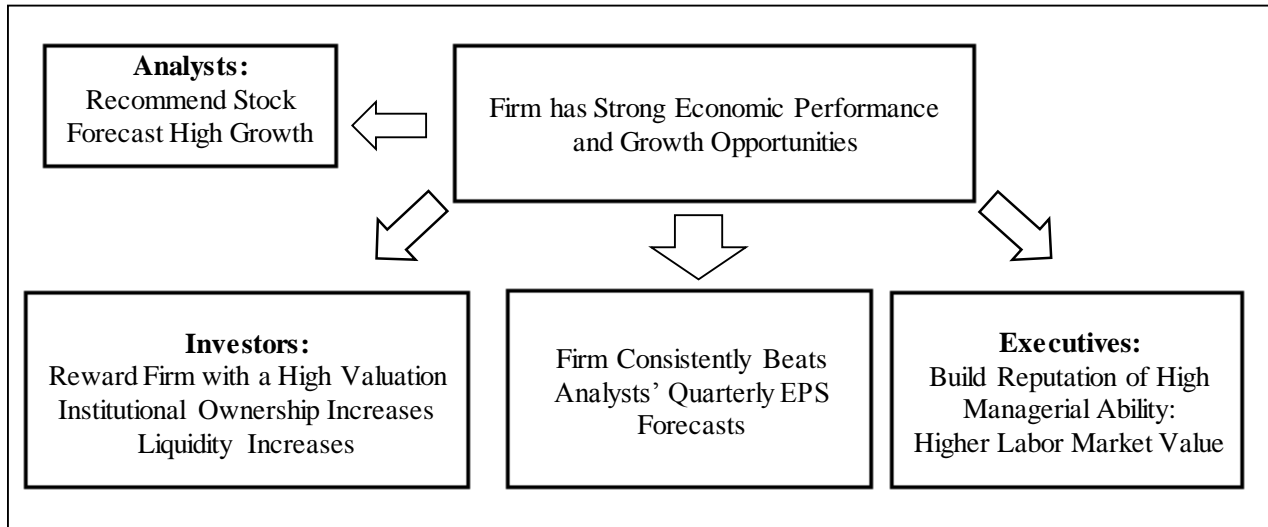 Analysts:
Recommend Stock
Forecast High Growth
Firm has Strong Economic Performance
and Growth Opportunities
Investors:
Reward Firm with a High Valuation
Institutional Ownership Increases
Liquidity Increases
Firm Consistently Beats
Analysts’ Quarterly EPS
Forecasts
Executives:
Build Reputation of High
Managerial Ability:
Higher Labor Market Value